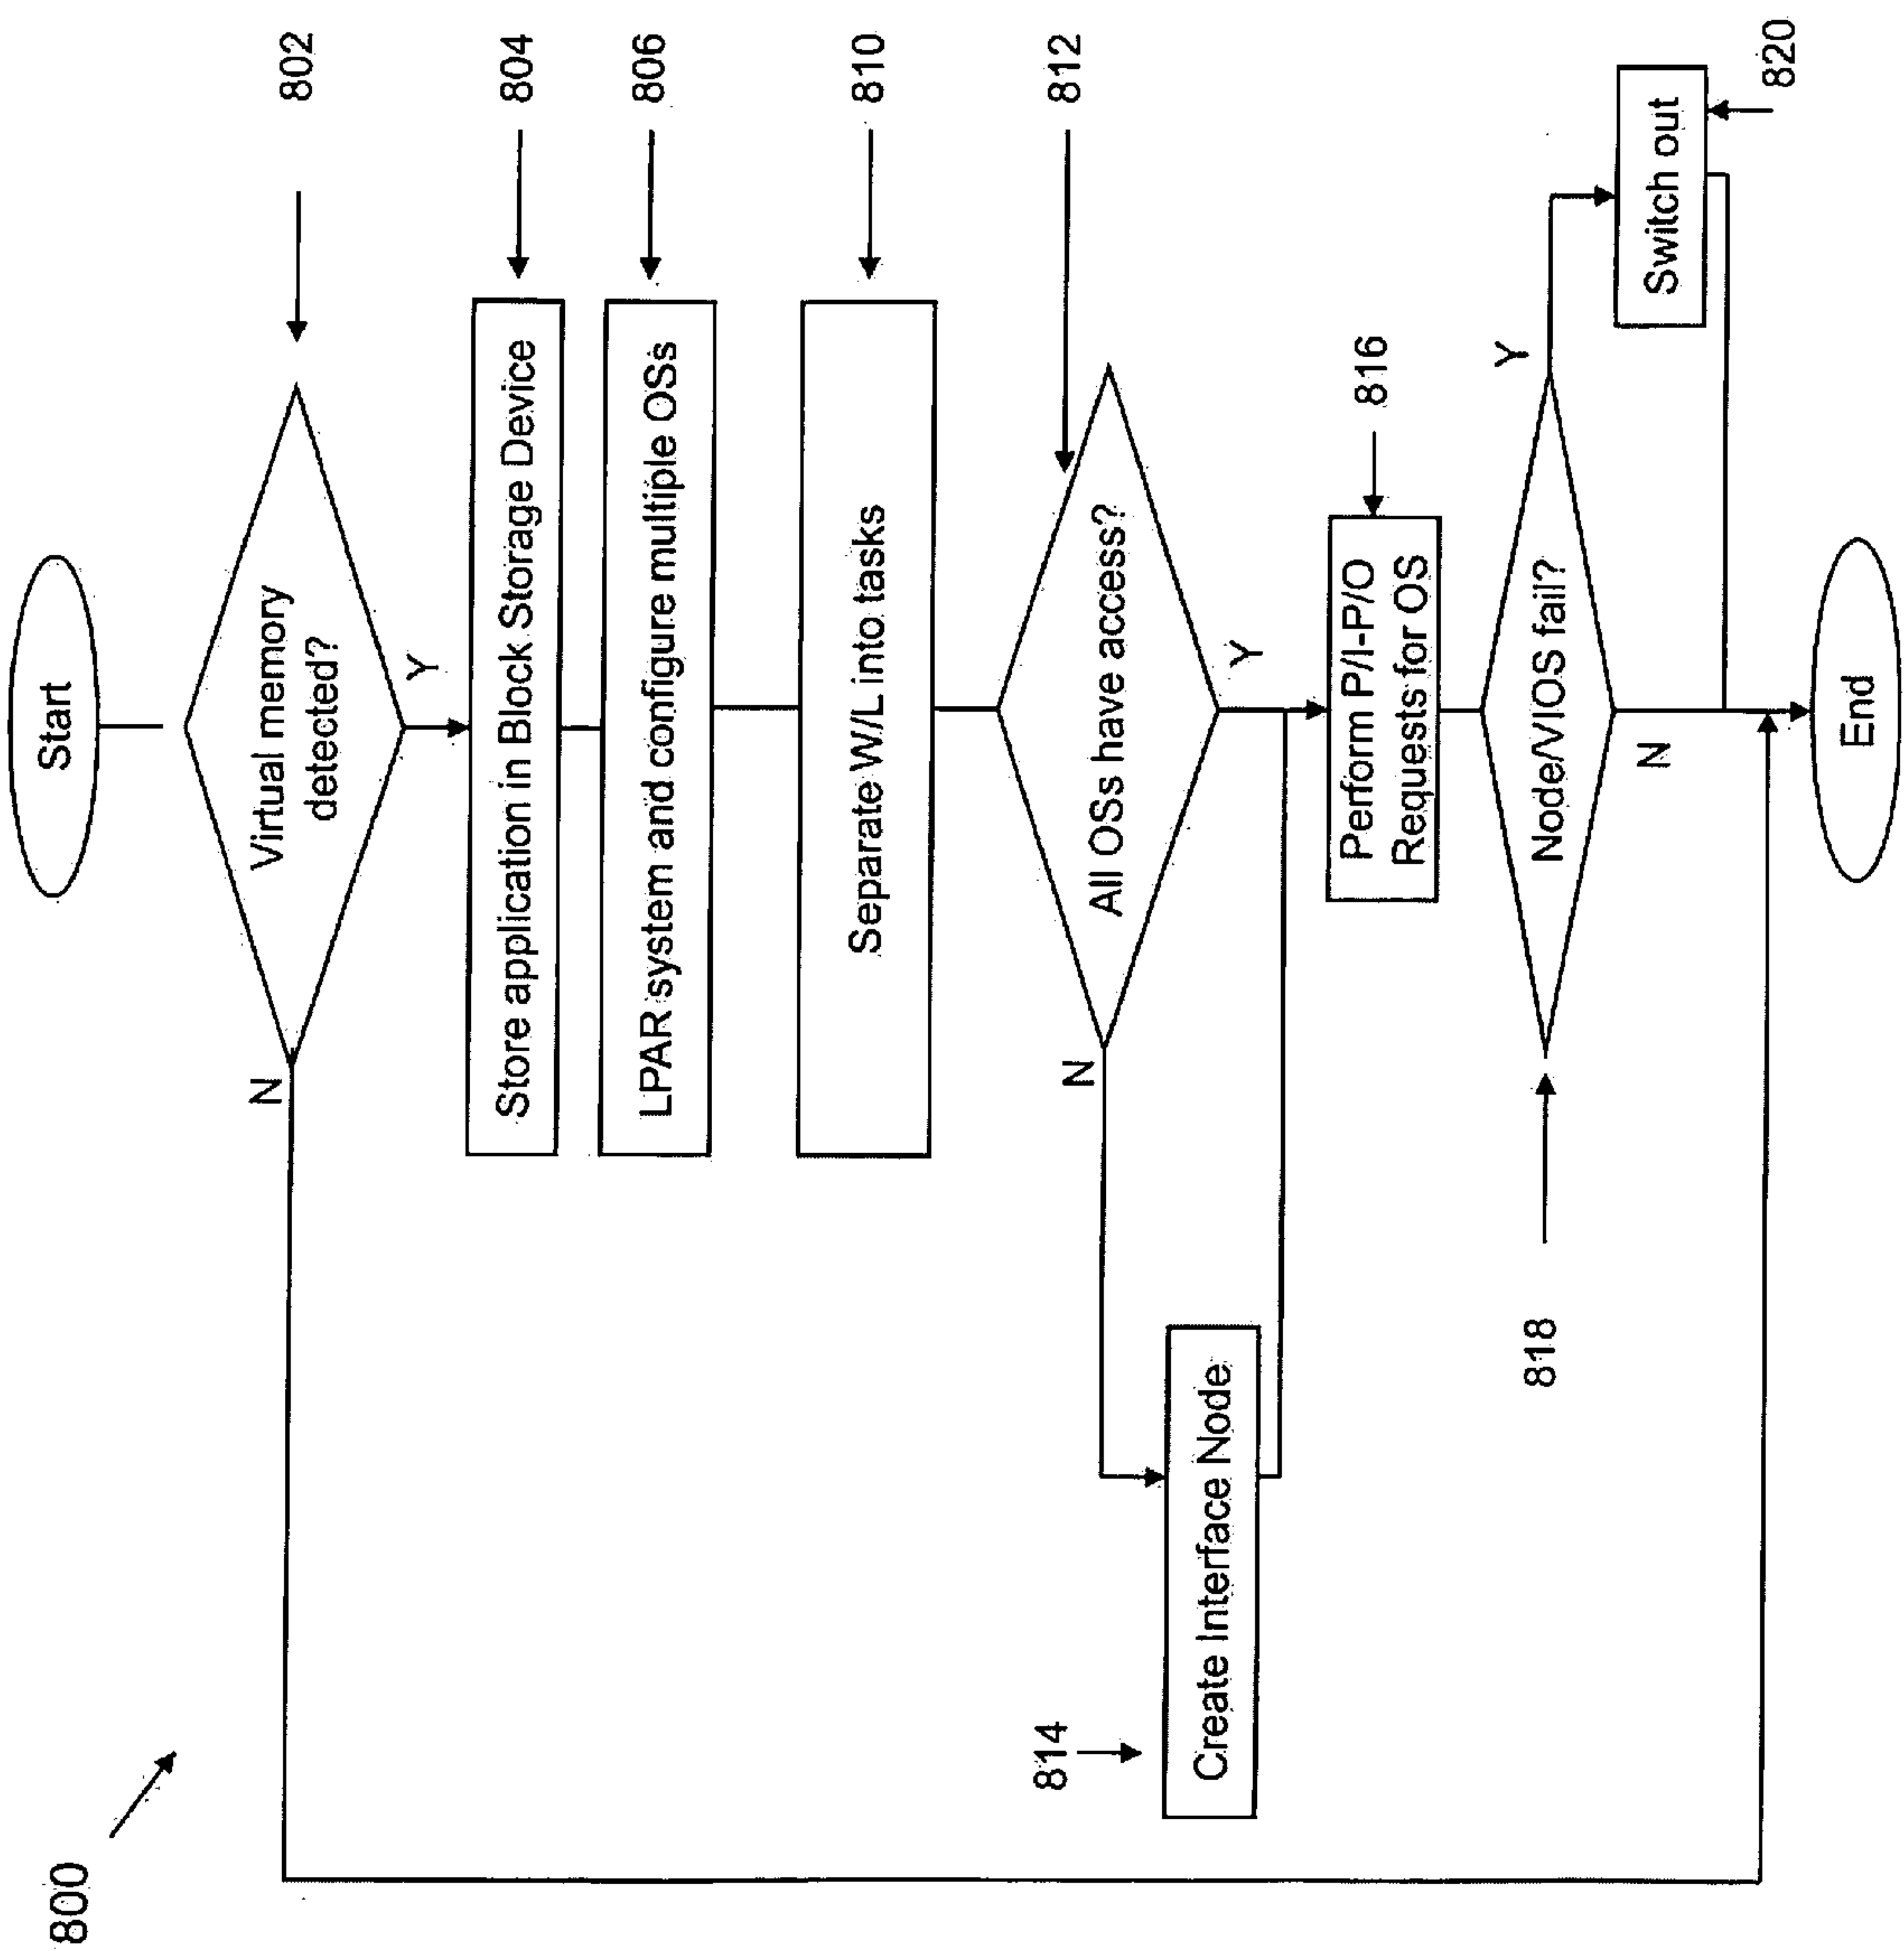 800
Start
802
Virtual memory
detected?
N
Y
804
Store application in Block Storage Device
806
LPAR system and configure multiple OSs
810
Separate W/L into tasks
812
All OSs have access?
N
Y
814
Create Interface Node
816
Perform P/I-P/O
Requests for OS
818
Node/VIOS fail?
Y
N
Switch out
820
End